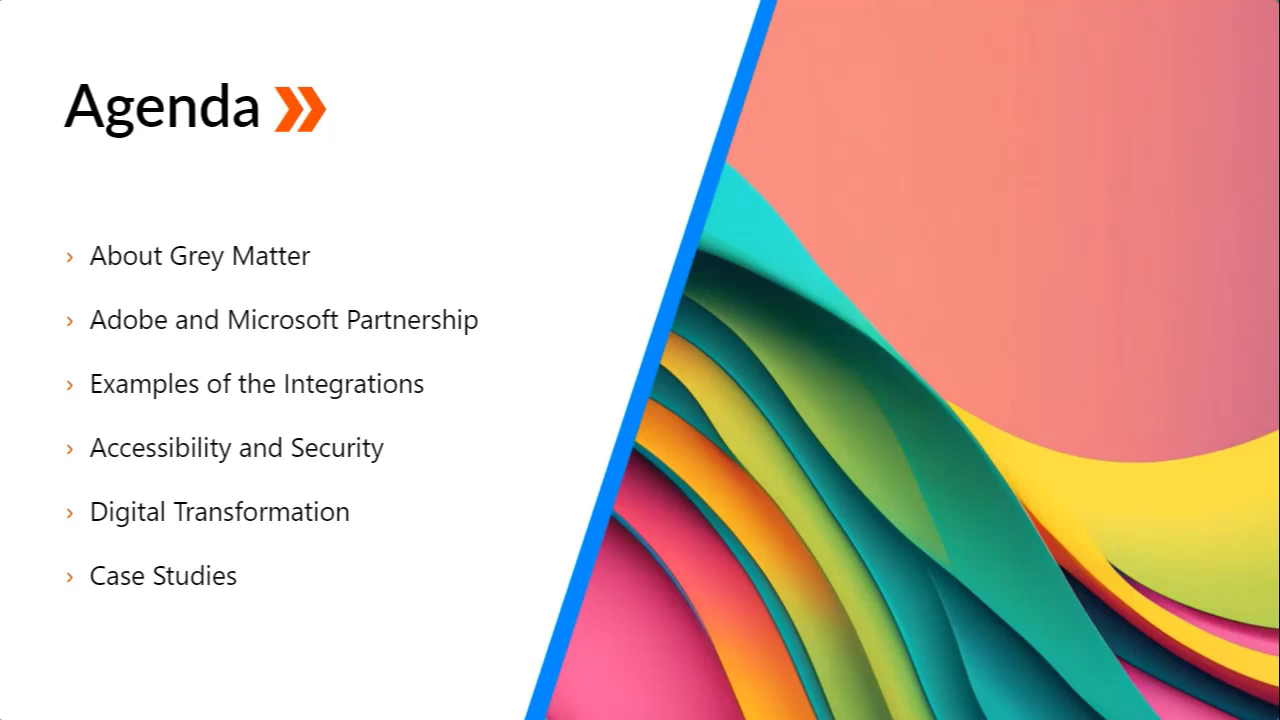 Agenda
› About Grey Matter
› Adobe and Microsoft Partnership
› Examples of the Integrations
› Accessibility and Security
› Digital Transformation
› Case Studies